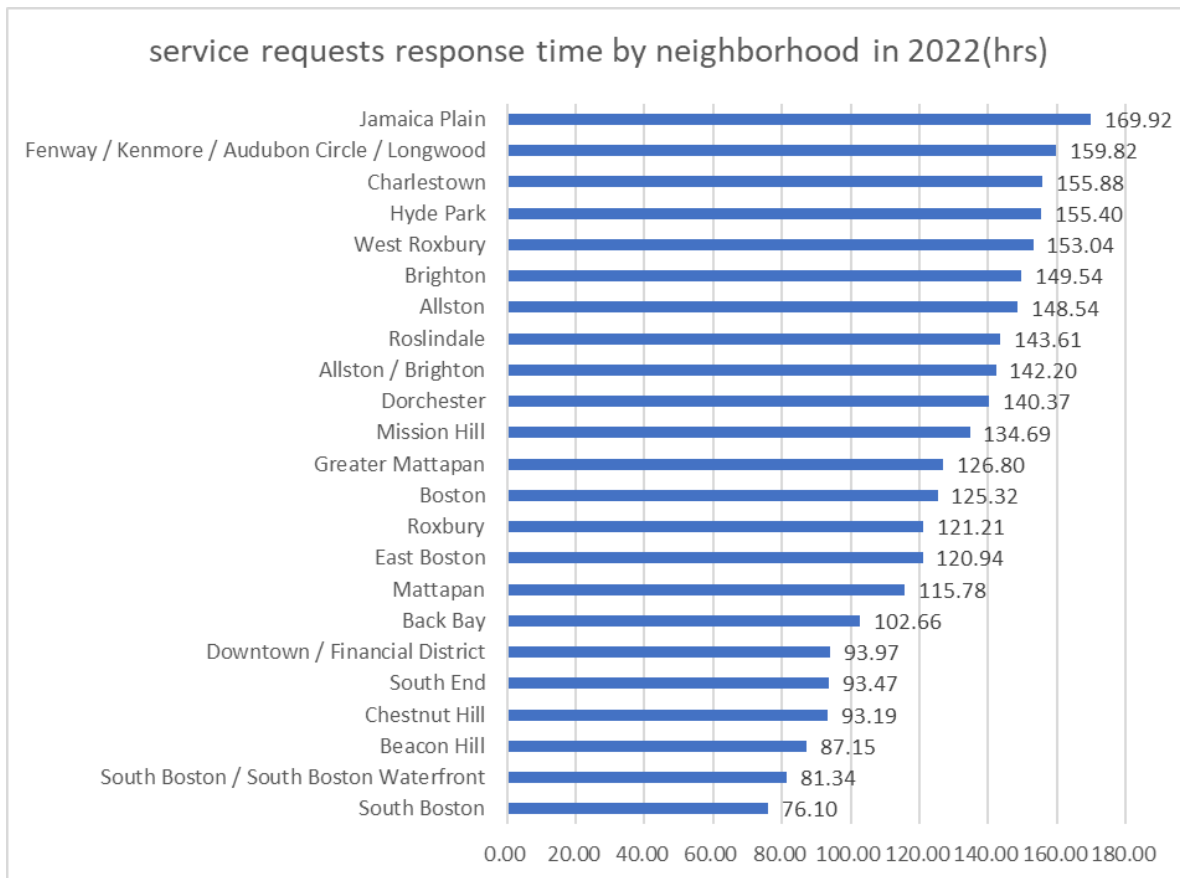 service requests response time by neighborhood in 2022(hrs)
Jamaica Plain 169.92
Fenway / Kenmore / Audubon Circle / Longwood 159.82
Charlestown 155.88
Hyde Park 155.40
West Roxbury 153.04
Brighton 149.54
Allston 148.54
Roslindale 143.61
Allston / Brighton 142.20
Dorchester 140.37
Mission Hill 134.69
Greater Mattapan 126.80
Boston 125.32
Roxbury 121.21
East Boston 120.94
Mattapan 115.78
Back Bay 102.66
Downtown / Financial District 93.97
South End 93.47
Chestnut Hill 93.19
Beacon Hill 87.15
South Boston / South Boston Waterfront 81.34
South Boston 76.10
0.00 20.00 40.00 60.00 80.00 100.00 120.00 140.00 160.00 180.00